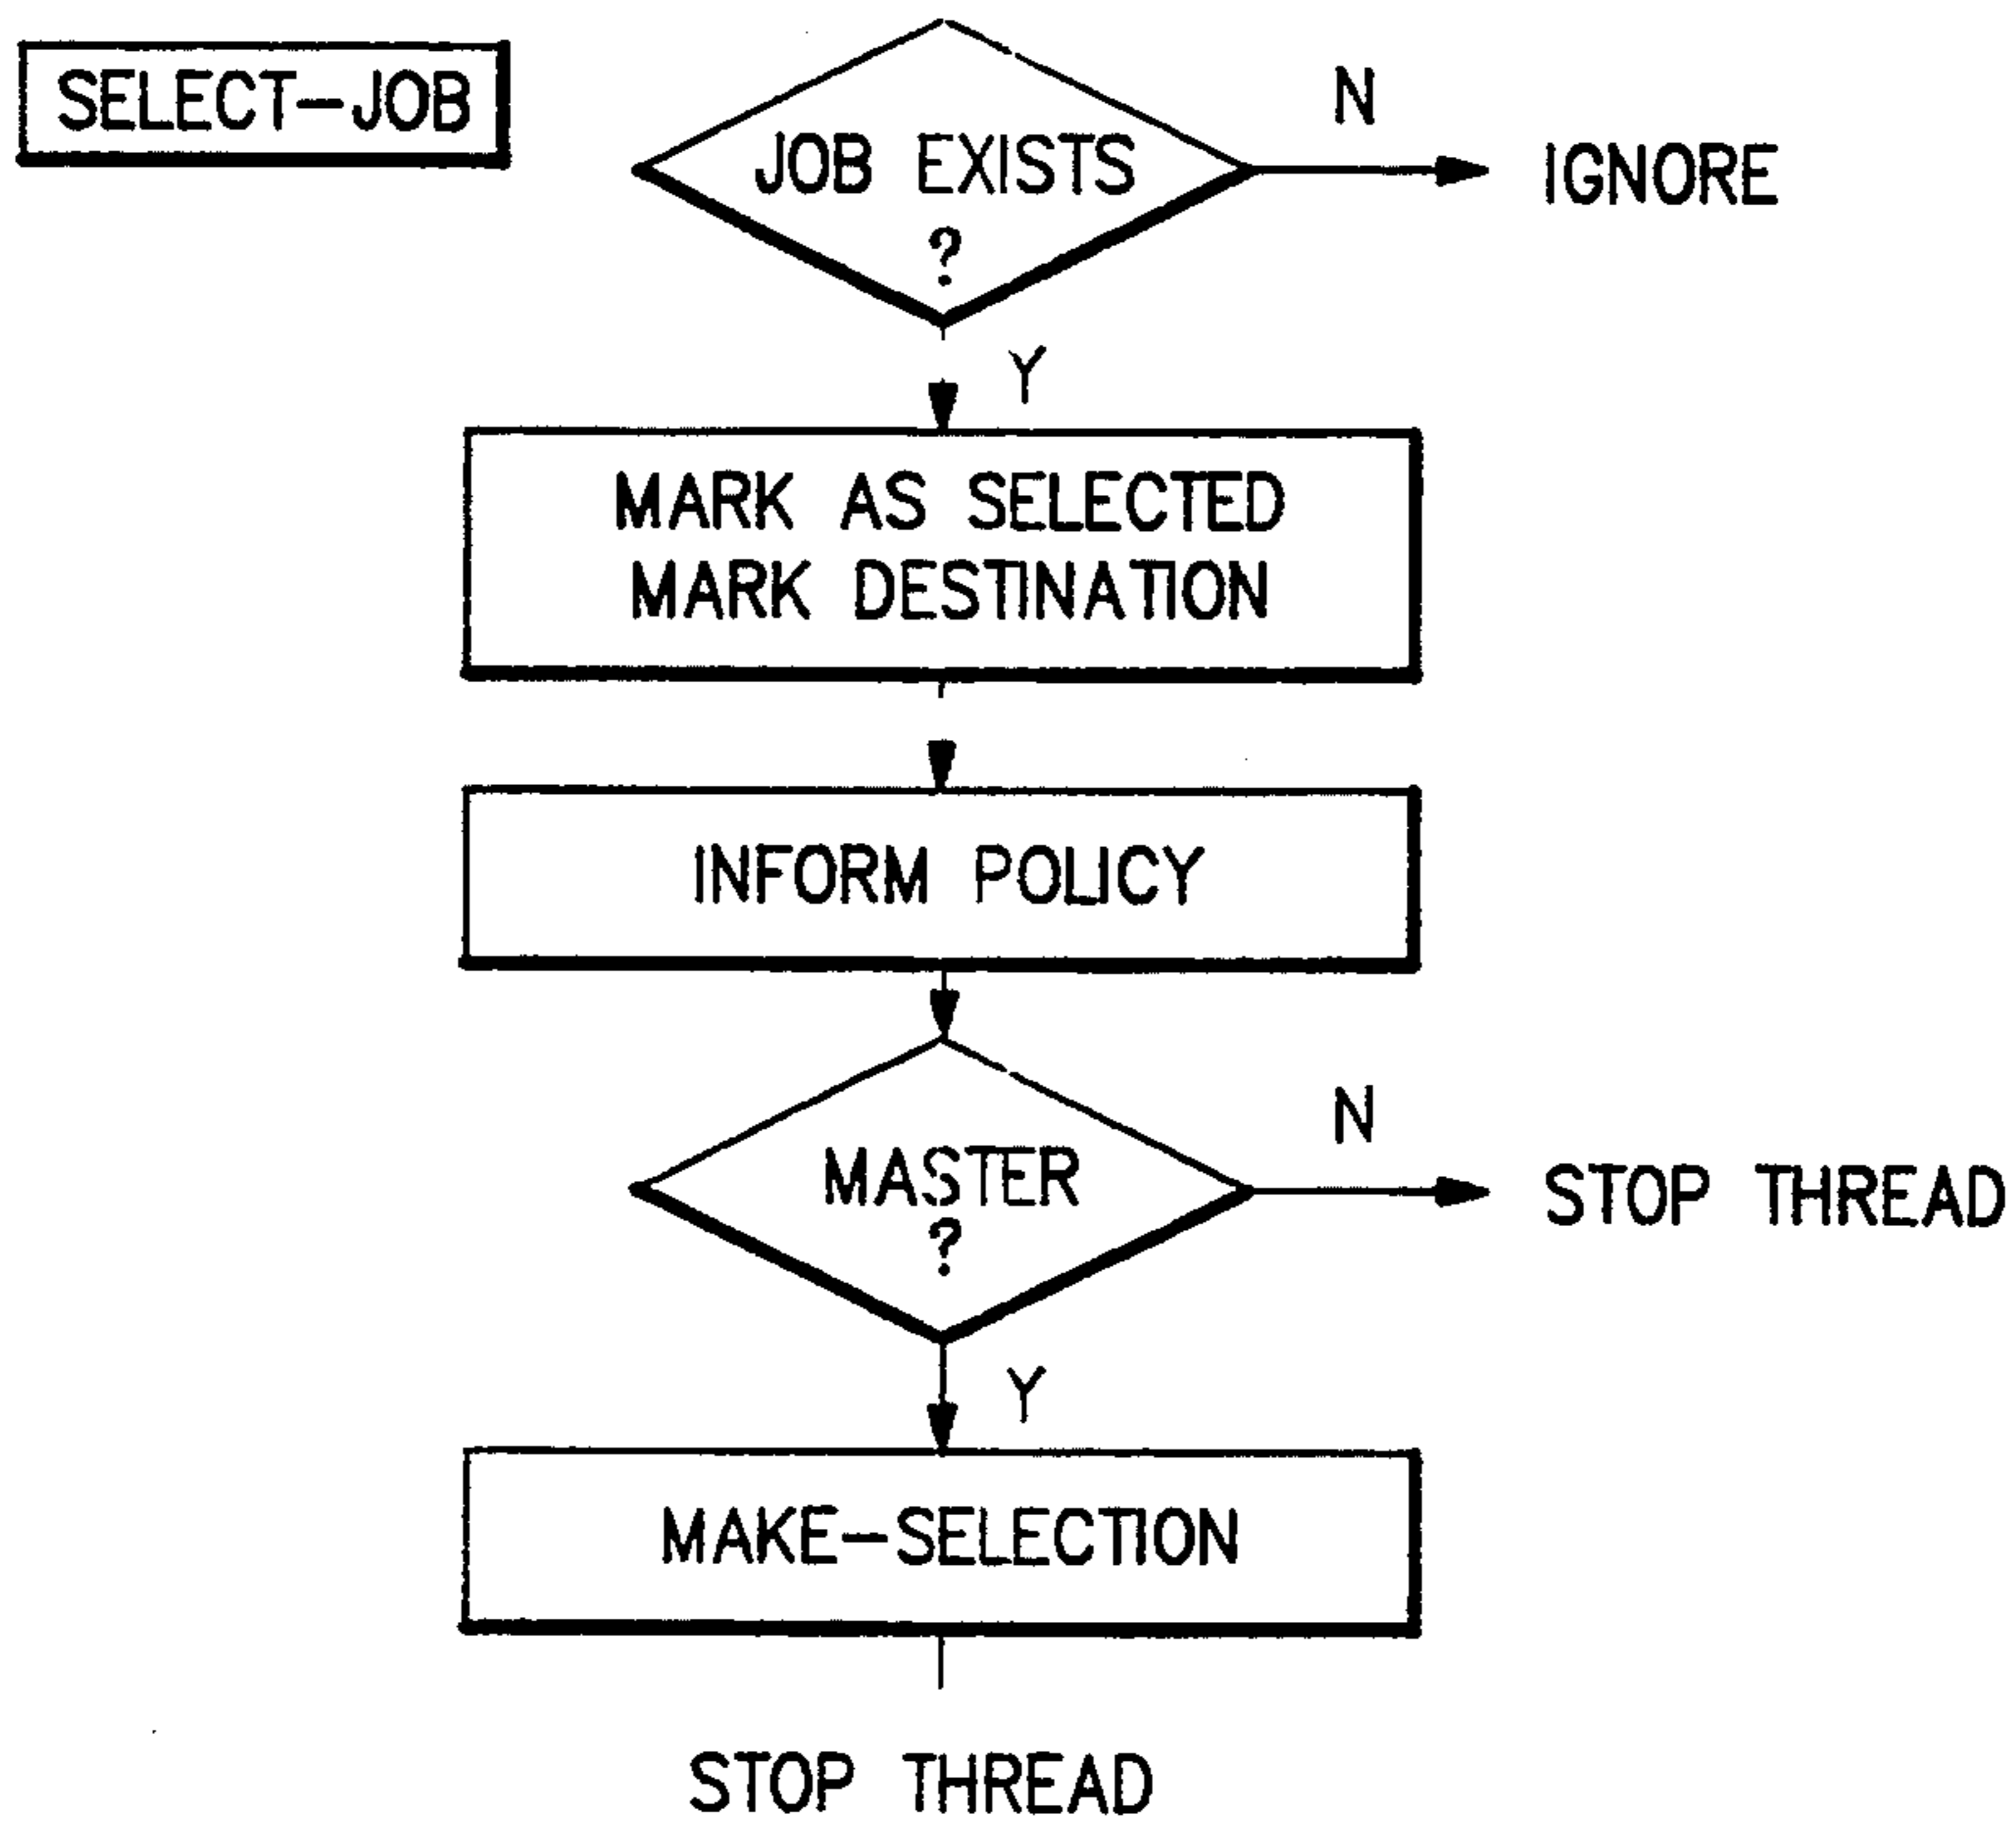 SELECT-JOB
JOB EXISTS
?
N
IGNORE
Y
MARK AS SELECTED
MARK DESTINATION
INFORM POLICY
MASTER
?
N
STOP THREAD
Y
MAKE-SELECTION
STOP THREAD